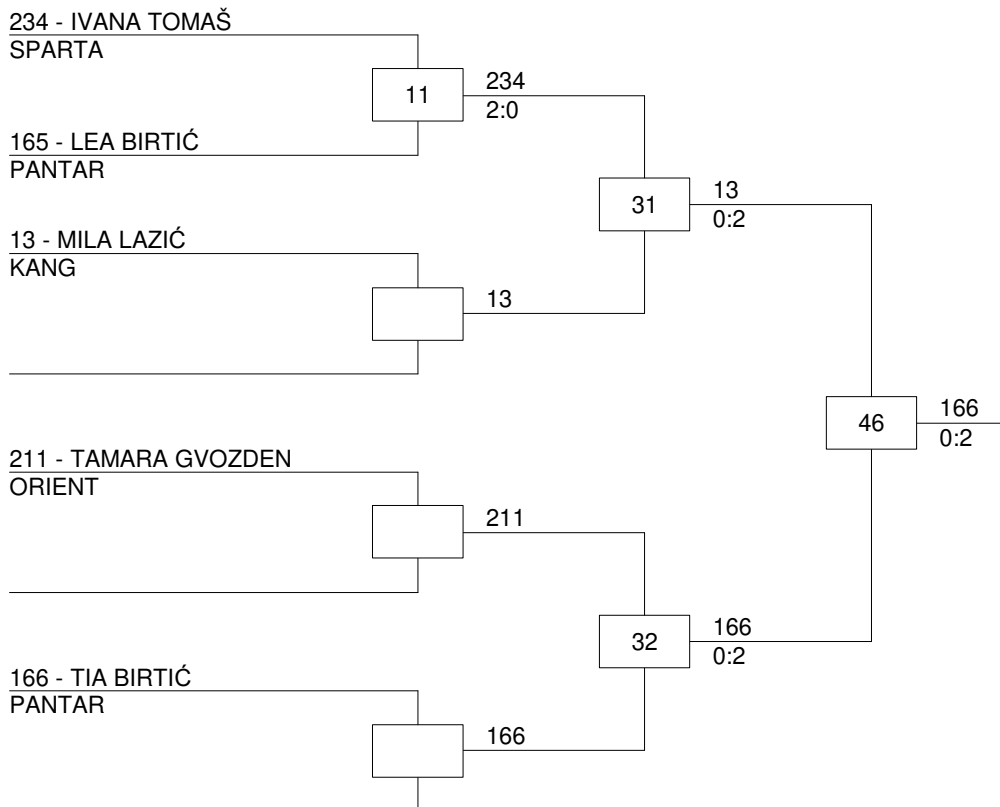 234 - IVANA TOMAŠ
SPARTA
11
234
2:0
165 - LEA BIRTIĆ
PANTAR
31
13
0:2
13 - MILA LAZIĆ
KANG
13
46
166
0:2
211 - TAMARA GVOZDEN
ORIENT
211
32
166
0:2
166 - TIA BIRTIĆ
PANTAR
166